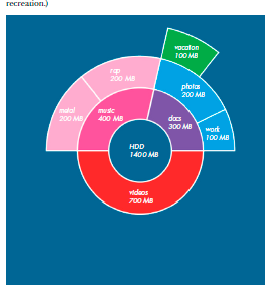 recreation.)
vacation
100 MB
rap
200 MB
photos
200 MB
metal
200 MB
music
400 MB
docs
300 MB
work
100 MB
HDD
1400 MB
videos
700 MB